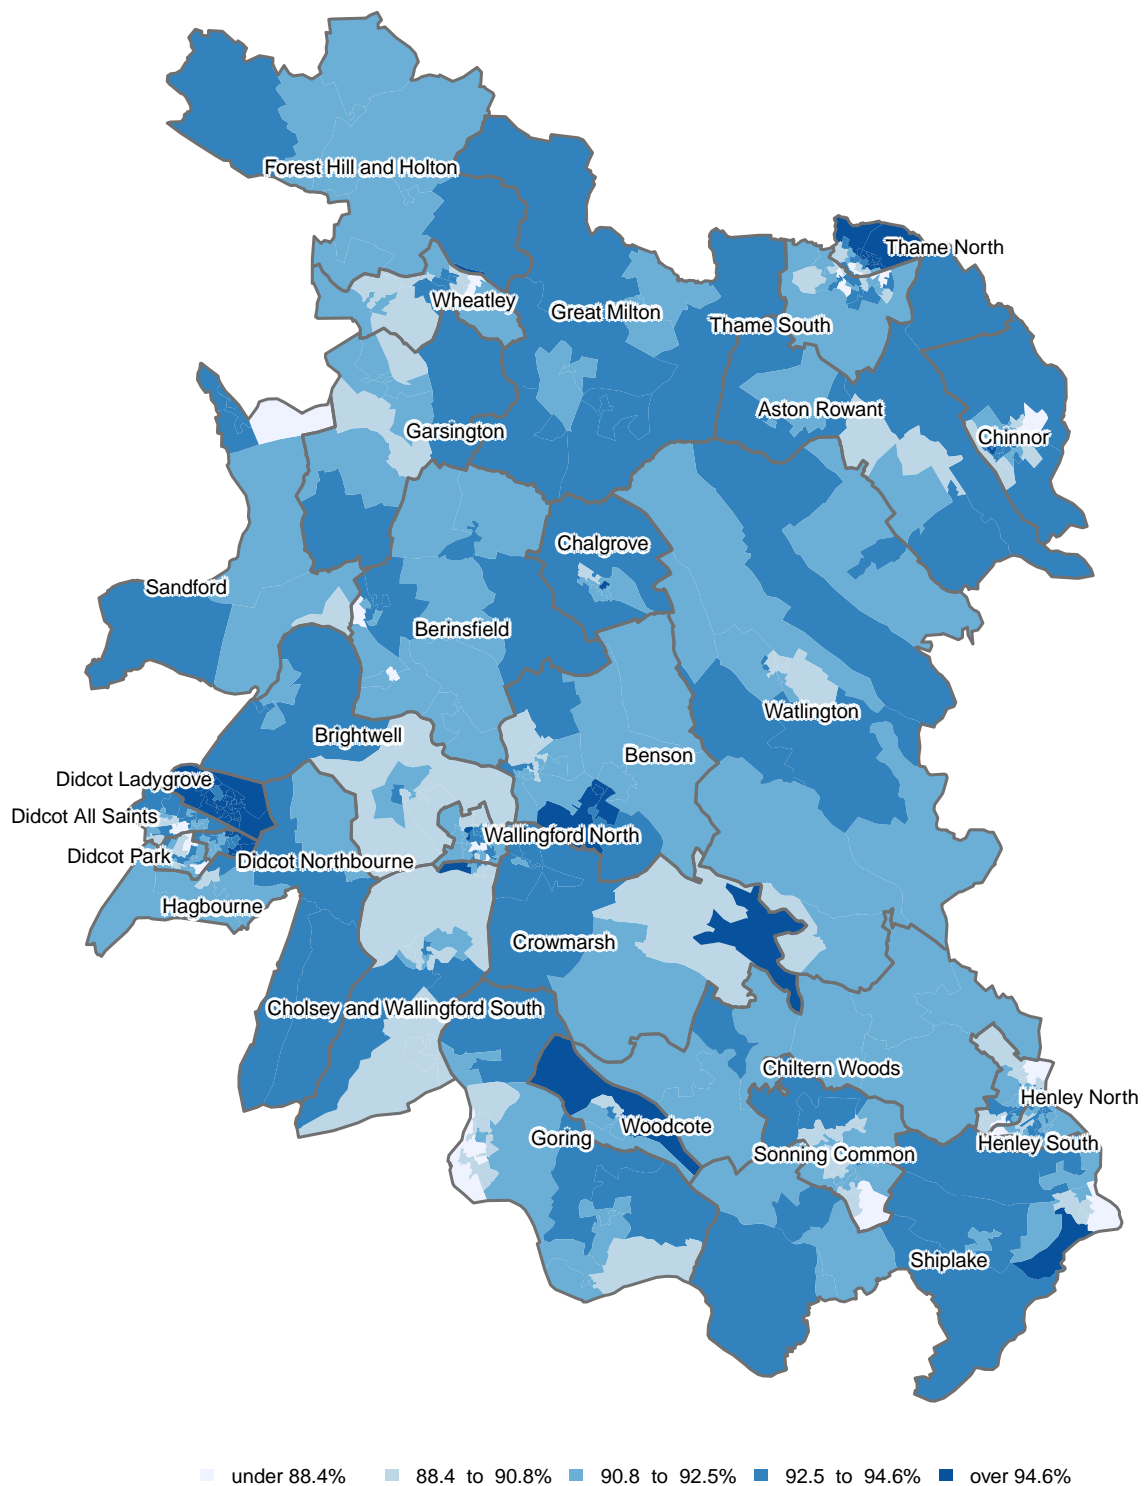 Forest Hill and Holton
Thame North
Wheatley
Great Milton
Thame South
Aston Rowant
Garsington
Chinnor
Chalgrove
Sandford
Berinsfield
Watlington
Brightwell
Benson
Didcot Ladygrove
Didcot All Saints
Wallingford North
Didcot Park
Didcot Northbourne
Hagbourne
Crowmarsh
Cholsey and Wallingford South
Chiltern Woods
Henley North
Woodcote
Goring
Henley South
Sonning Common
Shiplake
under 88.4% 88.4 to 90.8% 90.8 to 92.5% 92.5 to 94.6% over 94.6%